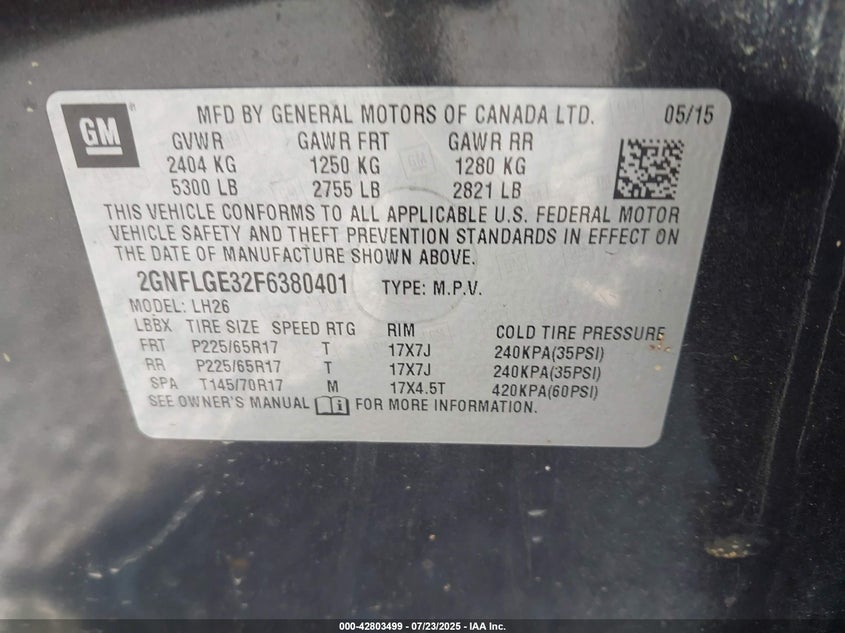 GM
MFD BY GENERAL MOTORS OF CANADA LTD. 05/15
GVWR GAWR FRT GAWR RR
2404 KG 1250 KG 1280 KG
5300 LB 2755 LB 2821 LB
THIS VEHICLE CONFORMS TO ALL APPLICABLE U.S. FEDERAL MOTOR
VEHICLE SAFETY AND THEFT PREVENTION STANDARDS IN EFFECT ON
THE DATE OF MANUFACTURE SHOWN ABOVE.
2GNFLGE32F6380401 TYPE: M.P.V.
MODEL: LH26
LBBX TIRE SIZE SPEED RTG RIM COLD TIRE PRESSURE
FRT P225/65R17 T 17X7J 240KPA(35PSI)
RR P225/65R17 T 17X7J 240KPA(35PSI)
SPA T145/70R17 M 17X4.5T 420KPA(60PSI)
SEE OWNER'S MANUAL FOR MORE INFORMATION.
000-42803499 - 07/23/2025 - IAA Inc.